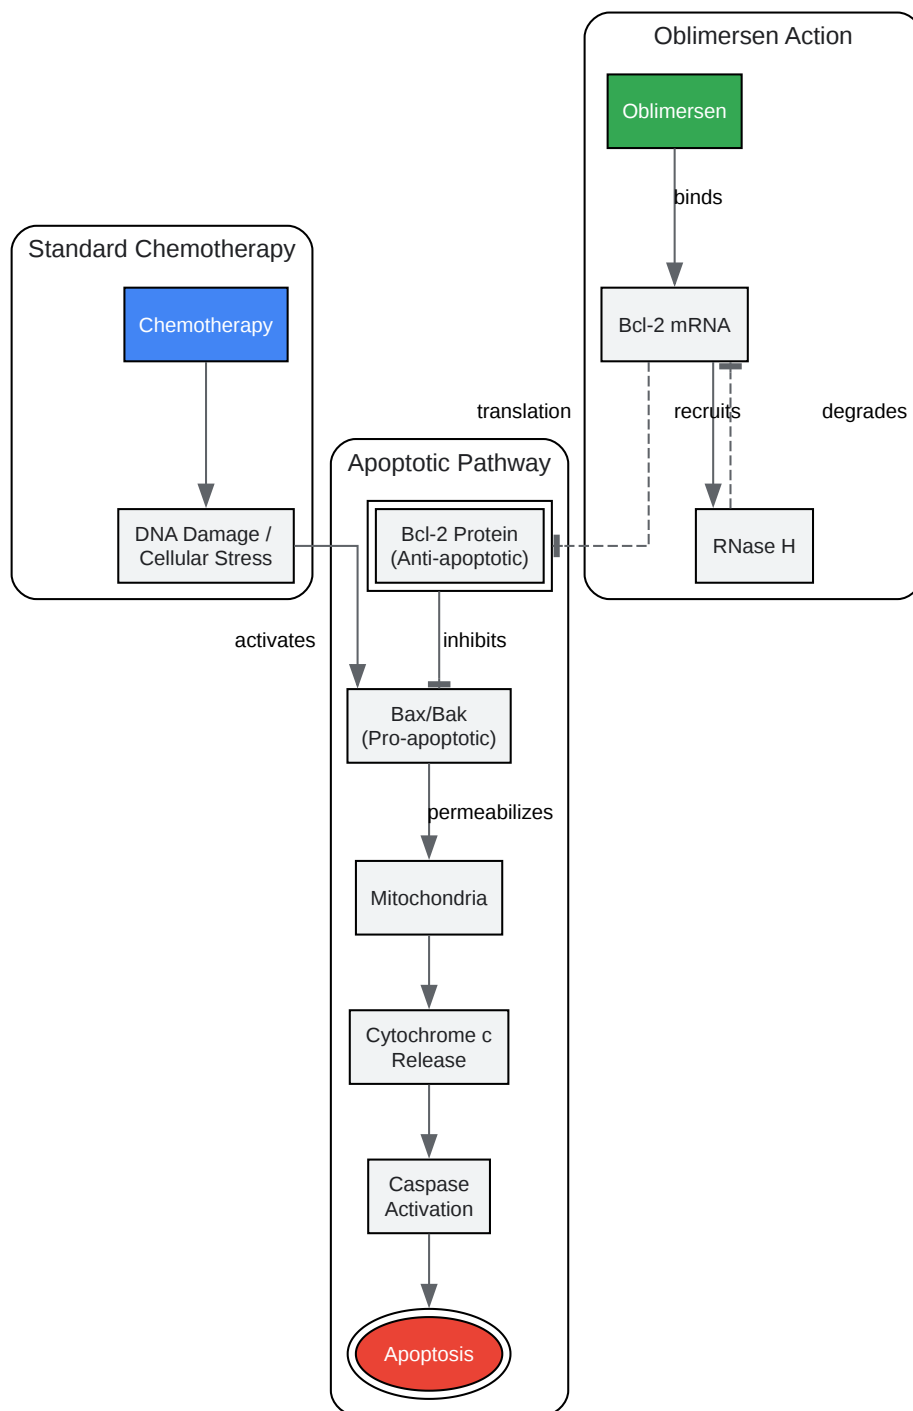 Oblimersen Action
Oblimersen
binds
Standard Chemotherapy
Chemotherapy
Bcl-2 mRNA
translation
recruits
degrades
Apoptotic Pathway
DNA Damage /
Cellular Stress
Bcl-2 Protein
(Anti-apoptotic)
RNase H
activates
inhibits
Bax/Bak
(Pro-apoptotic)
permeabilizes
Mitochondria
Cytochrome c
Release
Caspase
Activation
Apoptosis